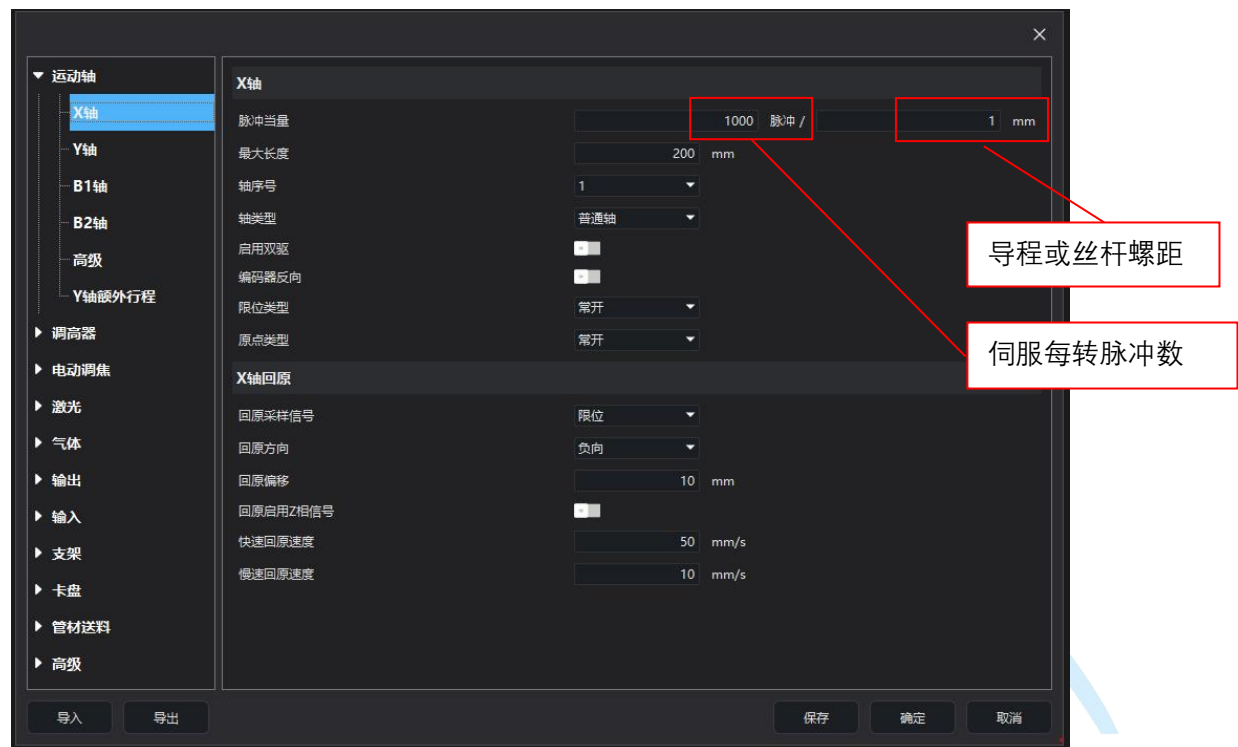 运动轴
X轴
Y轴
B1轴
B2轴
高级
Y轴额外行程
调高器
电动调焦
激光
气体
输出
输入
支架
卡盘
管材送料
高级
X轴
脉冲当量 1000 脉冲 / 1 mm
最大长度 200 mm
轴序号 1
轴类型 普通轴
启用双驱
编码器反向
限位类型 常开
原点类型 常开
X轴回原
回原采样信号 限位
回原方向 负向
回原偏移 10 mm
回原启用Z相信号
快速回原速度 50 mm/s
慢速回原速度 10 mm/s
导程或丝杆螺距
伺服每转脉冲数
导入 导出 保存 确定 取消